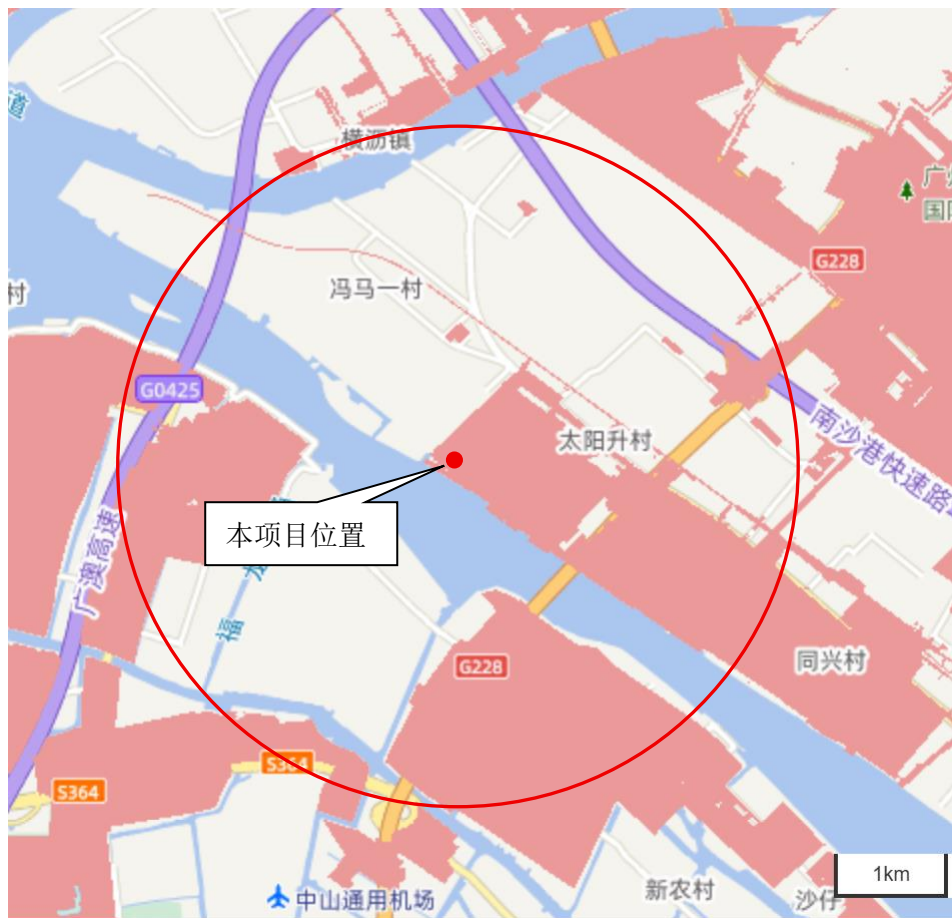 道
横沥镇
广
国
G228
村
冯马一村
G0425
太阳升村
南沙港快速路
本项目位置
广澳高速
龙
福
同兴村
G228
S364
S364
1km
新农村
沙仔
中山通用机场